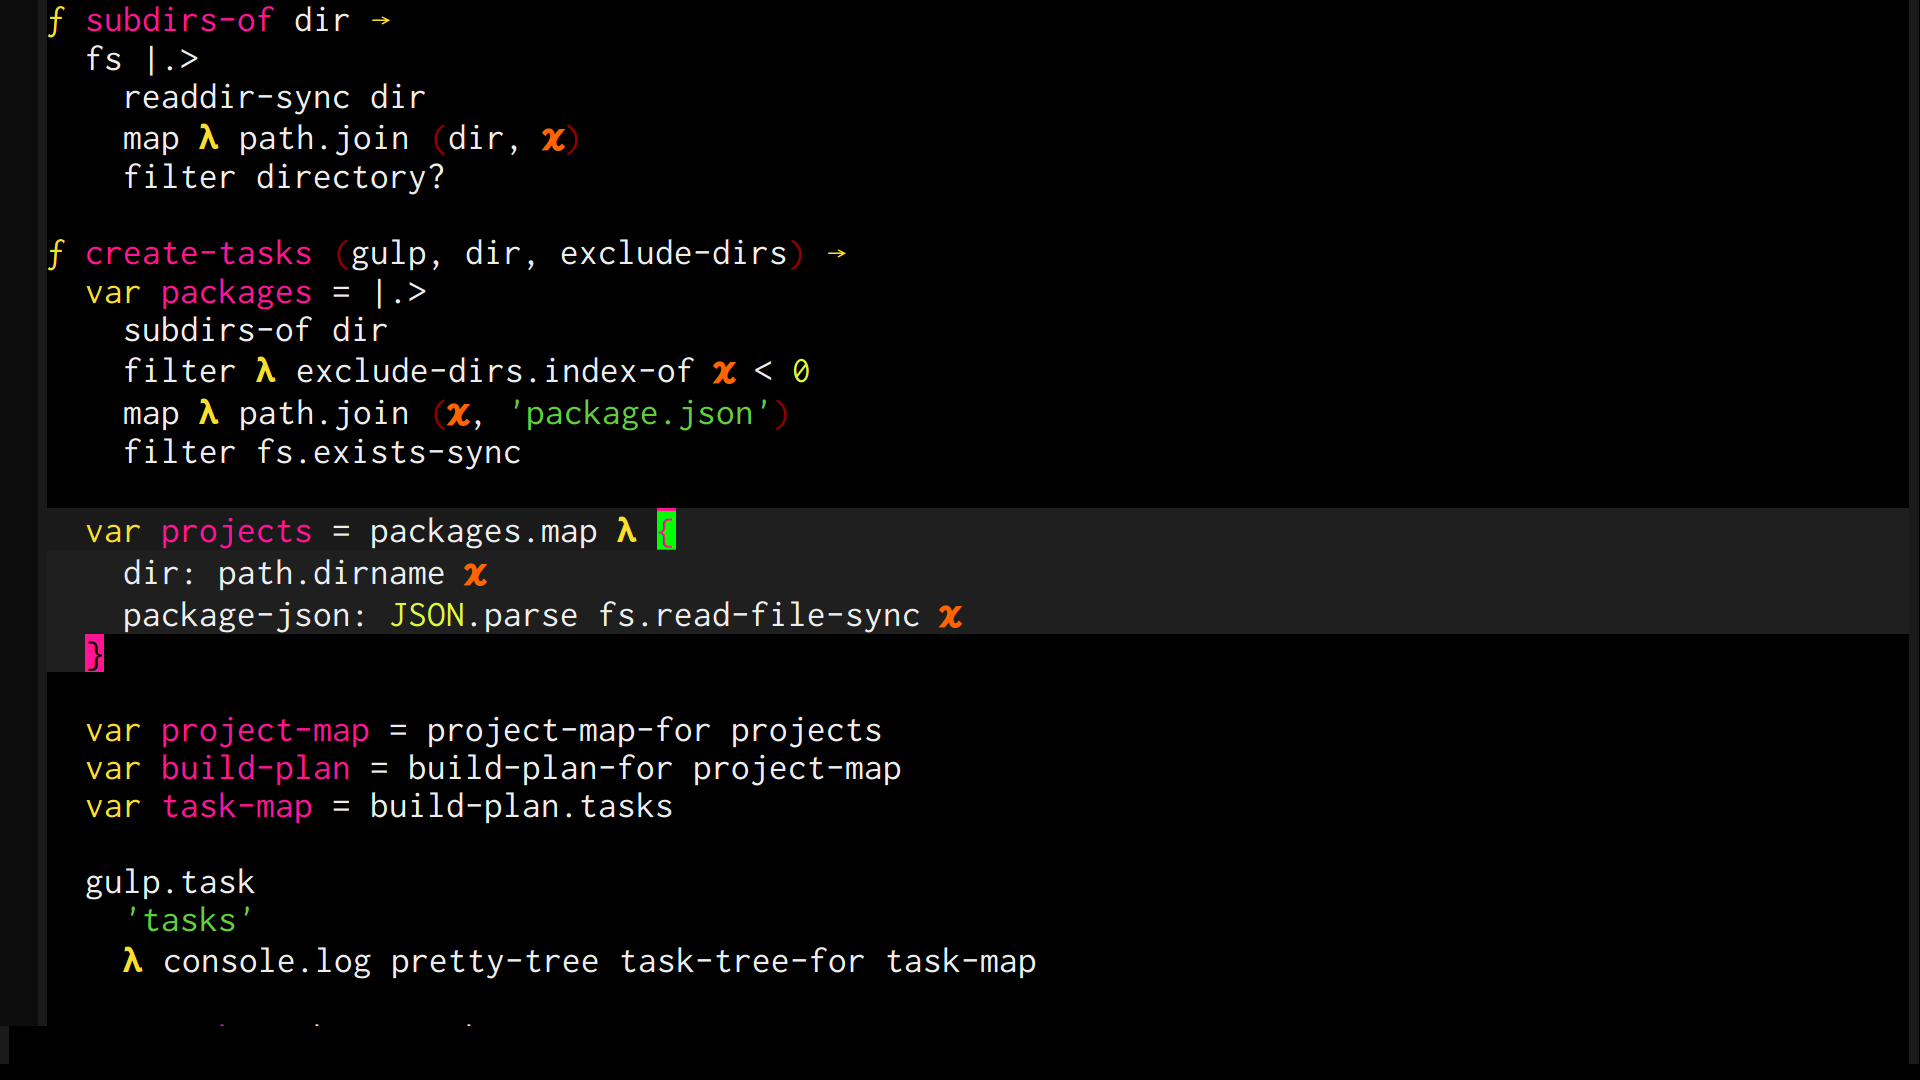 ƒ subdirs-of dir →
  fs |.>
    readdir-sync dir
    map λ path.join (dir, χ)
    filter directory?

ƒ create-tasks (gulp, dir, exclude-dirs) →
  var packages = |.>
    subdirs-of dir
    filter λ exclude-dirs.index-of χ < 0
    map λ path.join (χ, 'package.json')
    filter fs.exists-sync

  var projects = packages.map λ {
    dir: path.dirname χ
    package-json: JSON.parse fs.read-file-sync χ
  }

  var project-map = project-map-for projects
  var build-plan = build-plan-for project-map
  var task-map = build-plan.tasks

  gulp.task
    'tasks'
    λ console.log pretty-tree task-tree-for task-map